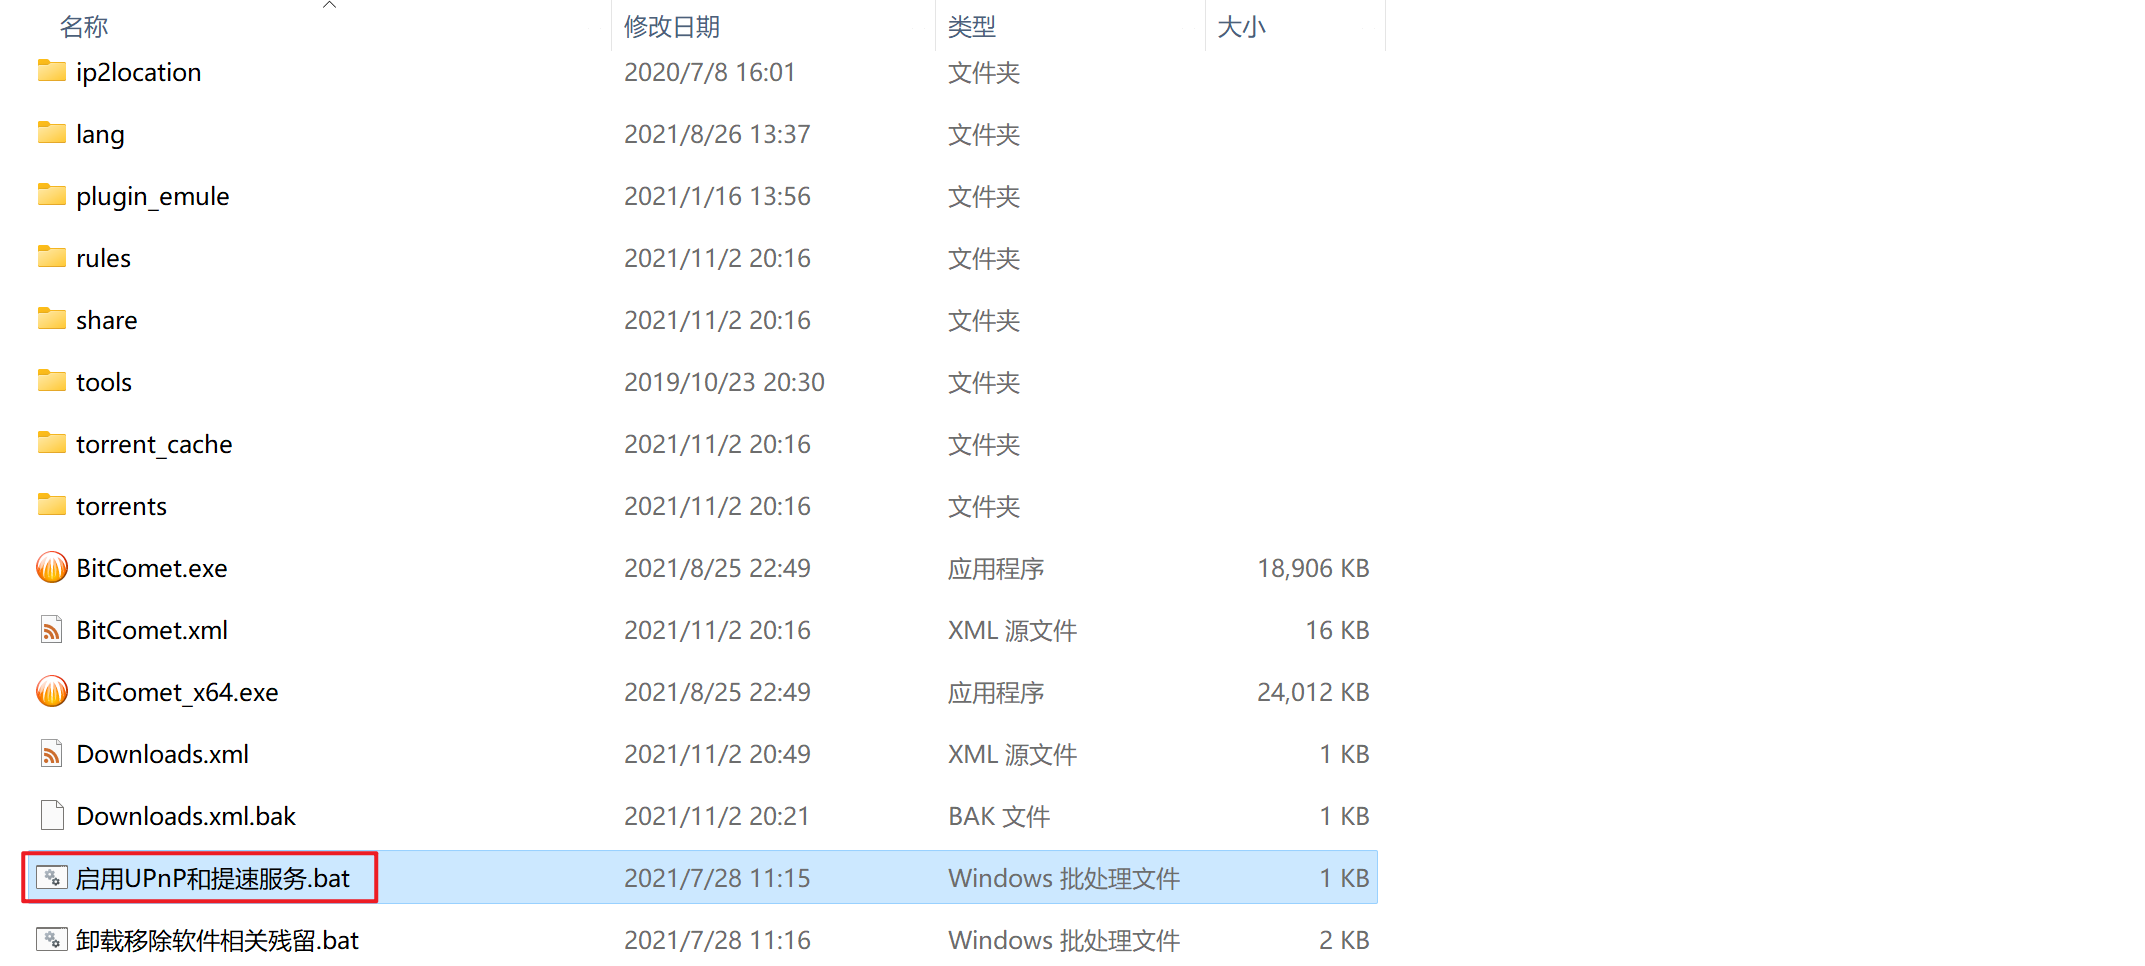 名称 修改日期 类型 大小
ip2location 2020/7/8 16:01 文件夹
lang 2021/8/26 13:37 文件夹
plugin_emule 2021/1/16 13:56 文件夹
rules 2021/11/2 20:16 文件夹
share 2021/11/2 20:16 文件夹
tools 2019/10/23 20:30 文件夹
torrent_cache 2021/11/2 20:16 文件夹
torrents 2021/11/2 20:16 文件夹
BitComet.exe 2021/8/25 22:49 应用程序 18,906 KB
BitComet.xml 2021/11/2 20:16 XML 源文件 16 KB
BitComet_x64.exe 2021/8/25 22:49 应用程序 24,012 KB
Downloads.xml 2021/11/2 20:49 XML 源文件 1 KB
Downloads.xml.bak 2021/11/2 20:21 BAK 文件 1 KB
启用UPnP和提速服务.bat 2021/7/28 11:15 Windows 批处理文件 1 KB
卸载移除软件相关残留.bat 2021/7/28 11:16 Windows 批处理文件 2 KB